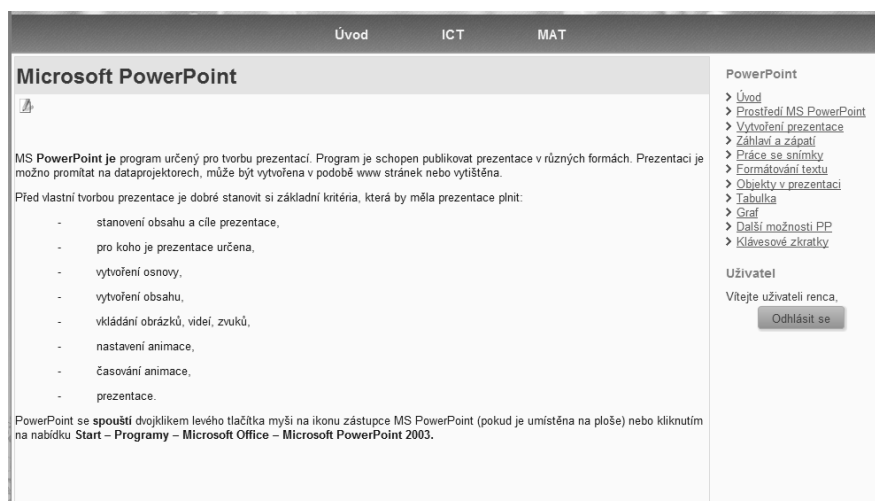 Úvod ICT MAT
Microsoft PowerPoint
MS PowerPoint je program určený pro tvorbu prezentací. Program je schopen publikovat prezentace v různých formách. Prezentaci je
možno promítat na dataprojektorech, může být vytvořena v podobě www stránek nebo vytištěna.
Před vlastní tvorbou prezentace je dobré stanovit si základní kritéria, která by měla prezentace plnit:
- stanovení obsahu a cíle prezentace,
- pro koho je prezentace určena,
- vytvoření osnovy,
- vytvoření obsahu,
- vkládání obrázků, videí, zvuků,
- nastavení animace,
- časování animace,
- prezentace.
PowerPoint se spouští dvojklikem levého tlačítka myši na ikonu zástupce MS PowerPoint (pokud je umístěna na ploše) nebo kliknutím
na nabídku Start – Programy – Microsoft Office – Microsoft PowerPoint 2003.
PowerPoint
Úvod
Prostředí MS PowerPoint
Vytvoření prezentace
Záhlaví a zápatí
Práce se snímky
Formátování textu
Objekty v prezentaci
Tabulka
Graf
Další možnosti PP
Klávesové zkratky
Uživatel
Vítejte uživateli renca,
Odhlásit se